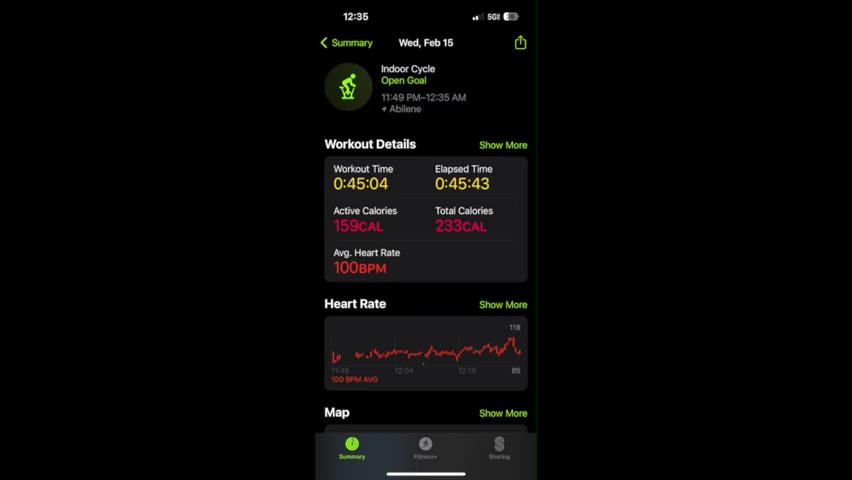 12:35
5G
Summary
Wed, Feb 15
Indoor Cycle
Open Goal
11:49 PM–12:35 AM
Abilene
Workout Details
Show More
Workout Time
Elapsed Time
0:45:04
0:45:43
Active Calories
Total Calories
159CAL
233CAL
Avg. Heart Rate
100BPM
Heart Rate
Show More
118
11:49
12:04
12:19
85
100 BPM AVG
Map
Show More
Summary
Fitness+
Sharing